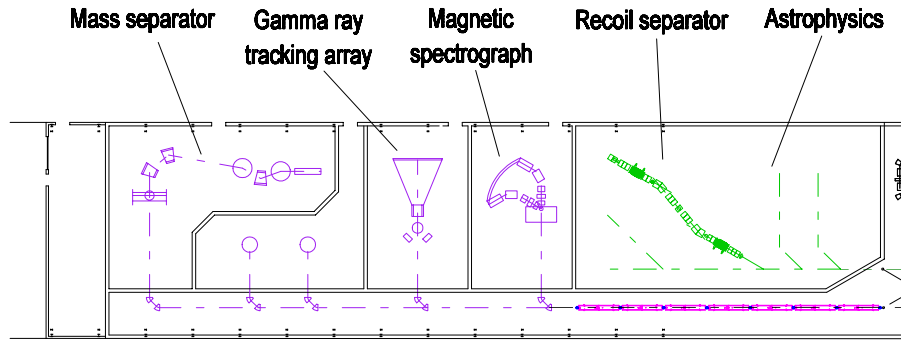 Mass separator
Gamma ray
tracking array
Magnetic
spectrograph
Recoil separator
Astrophysics